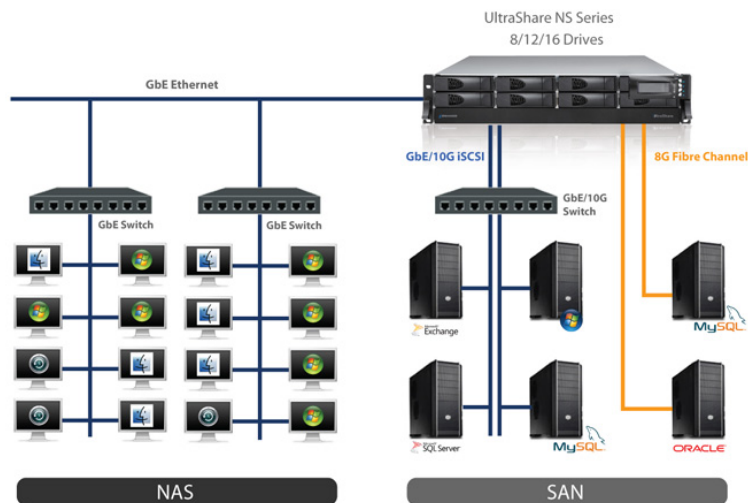 UltraShare NS Series
8/12/16 Drives
GbE Ethernet
GbE/10G iSCSI
8G Fibre Channel
GbE Switch
GbE Switch
GbE/10G
Switch
Exchange
MySQL
SQL Server
MySQL
ORACLE
NAS
SAN